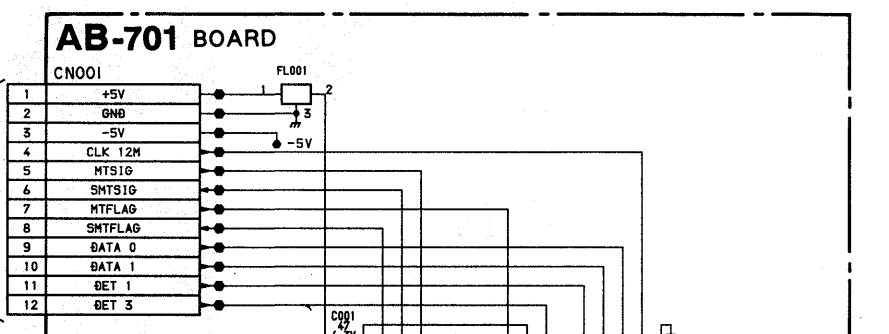 AB-701 BOARD
CN001
FL001
1 +5V
1 2
2 GND
3
3 -5V
-5V
4 CLK 12M
5 MTSIG
6 SMTSIG
7 MTFLAG
8 SMTFLAG
9 DATA 0
10 DATA 1
11 DET 1
12 DET 3
C001
47